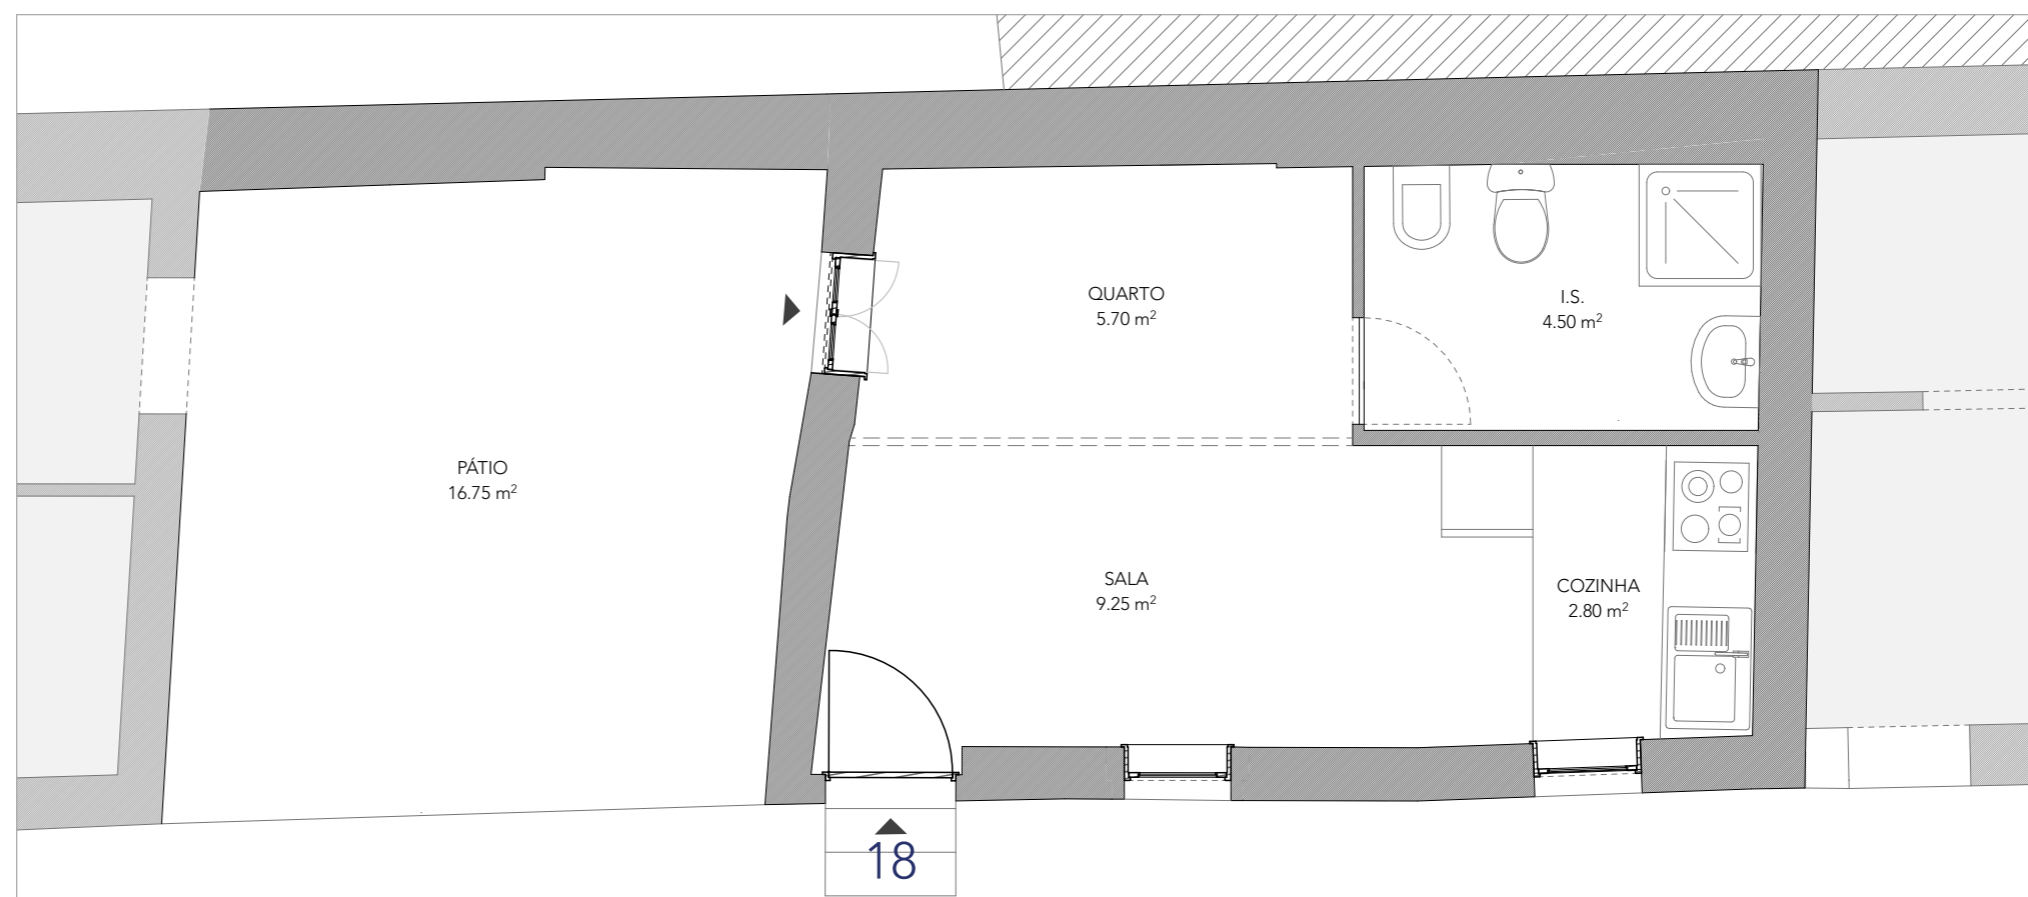 QUARTO
5.70 m²
I.S.
4.50 m²
PÁTIO
16.75 m²
SALA
9.25 m²
COZINHA
2.80 m²
18